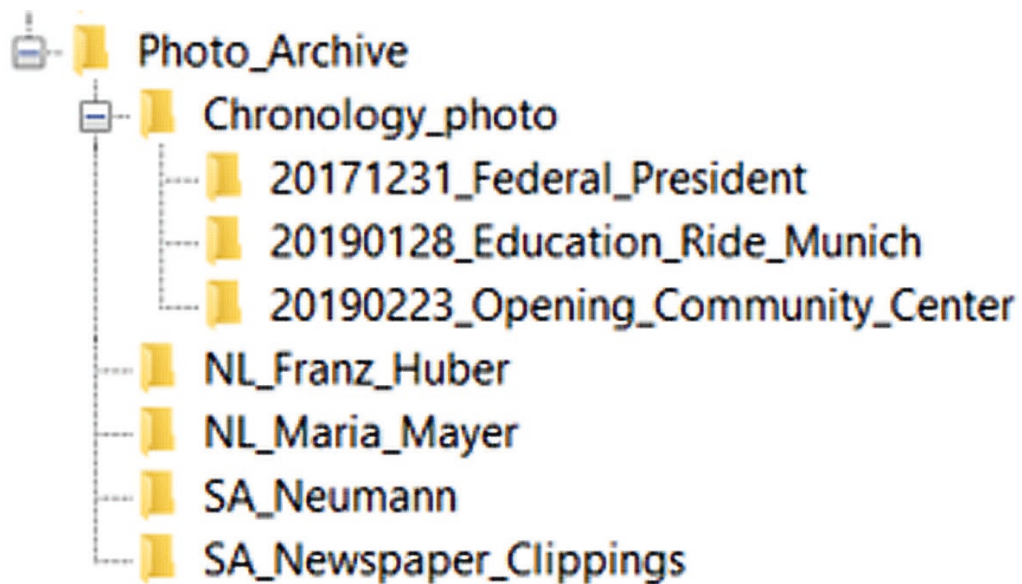 Photo_Archive
Chronology_photo
20171231_Federal_President
20190128_Education_Ride_Munich
20190223_Opening_Community_Center
NL_Franz_Huber
NL_Maria_Mayer
SA_Neumann
SA_Newspaper_Clippings